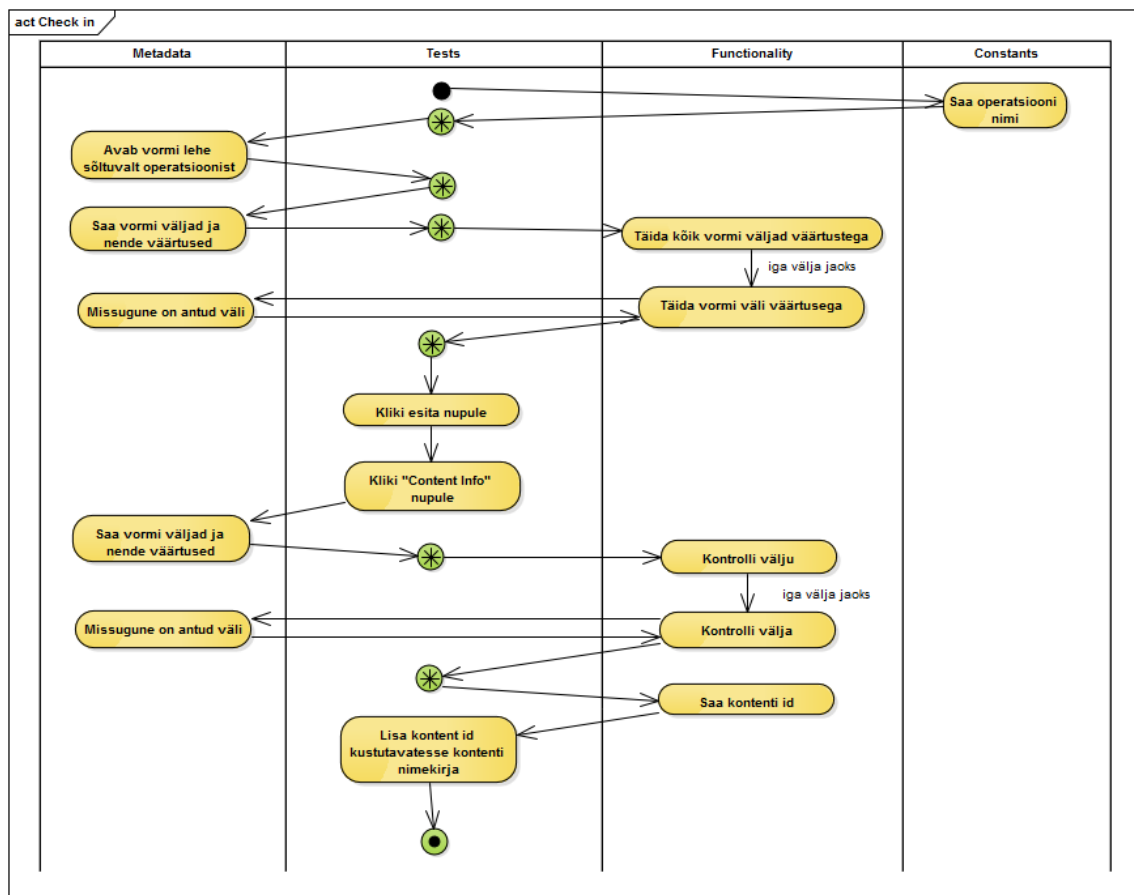 act Check in
Metadata
Tests
Functionality
Constants
Saa operatsiooni
nimi
Avab vormi lehe
sõltuvalt operatsioonist
Saa vormi väljad ja
nende väärtused
Täida kõik vormi väljad väärtustega
iga välja jaoks
Missugune on antud väli
Täida vormi väli väärtusega
Kliki esita nupule
Kliki "Content Info"
nupule
Saa vormi väljad ja
nende väärtused
Kontrolli välju
iga välja jaoks
Missugune on antud väli
Kontrolli välja
Saa kontenti id
Lisa kontent id
kustutavatesse kontenti
nimekirja